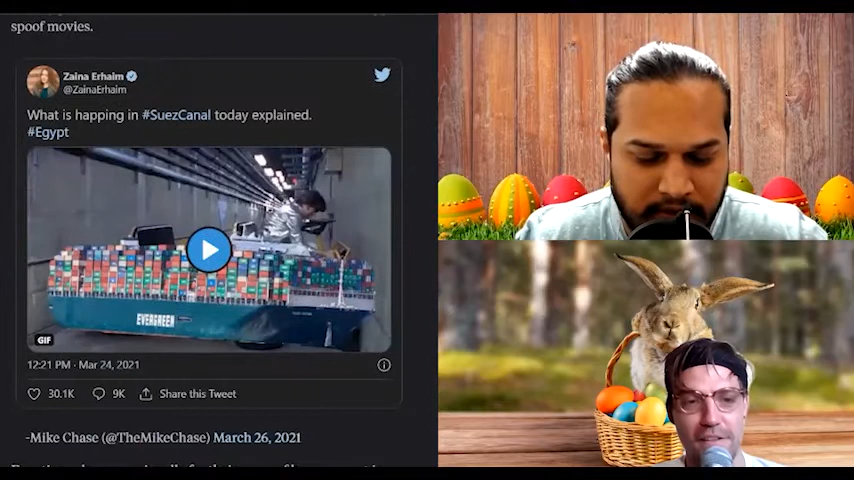 spoof movies.
Zaina Erhaim
@ZainaErhaim
What is happing in #SuezCanal today explained.
#Egypt
EVERGREEN
GIF
12:21 PM · Mar 24, 2021
30.1K 9K Share this Tweet
-Mike Chase (@TheMikeChase) March 26, 2021